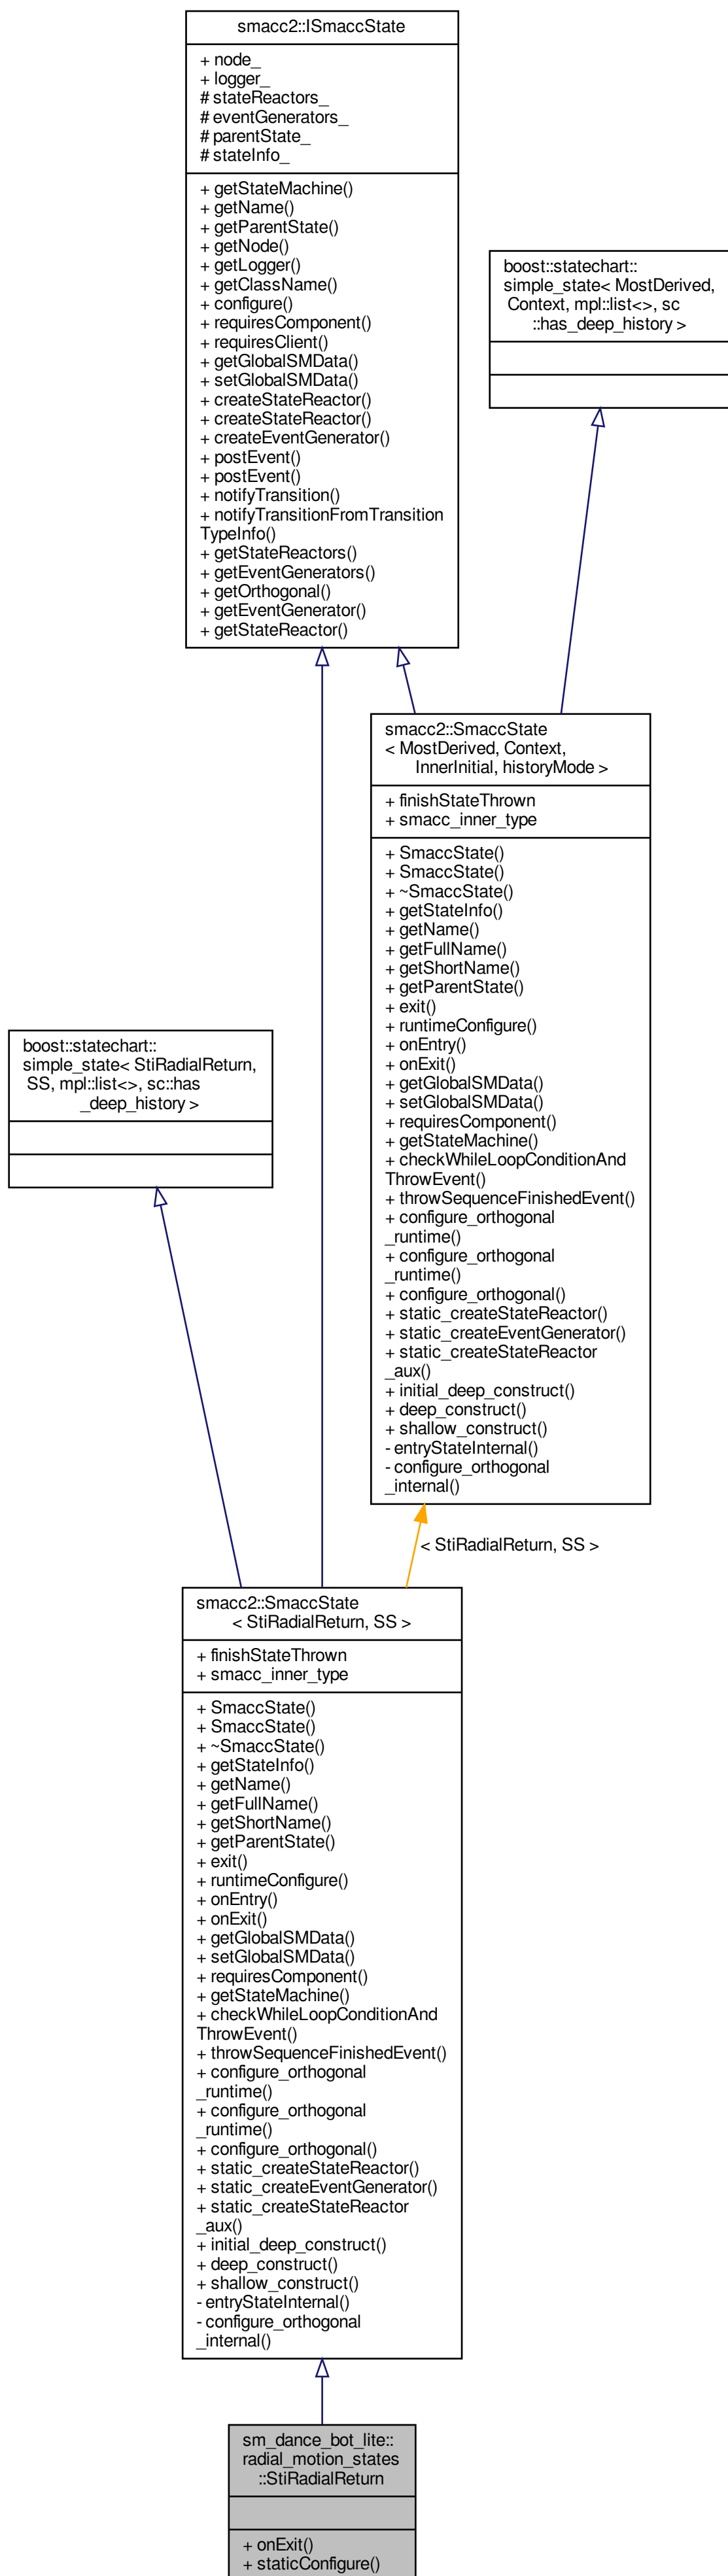 smacc2::ISmaccState
+ node_
+ logger_
# stateReactors_
# eventGenerators_
# parentState_
# stateInfo_
+ getStateMachine()
+ getName()
+ getParentState()
+ getNode()
+ getLogger()
+ getClassName()
+ configure()
+ requiresComponent()
+ requiresClient()
+ getGlobalSMData()
+ setGlobalSMData()
+ createStateReactor()
+ createStateReactor()
+ createEventGenerator()
+ postEvent()
+ postEvent()
+ notifyTransition()
+ notifyTransitionFromTransition
TypeInfo()
+ getStateReactors()
+ getEventGenerators()
+ getOrthogonal()
+ getEventGenerator()
+ getStateReactor()
boost::statechart::
simple_state< MostDerived,
Context, mpl::list<>, sc
::has_deep_history >
smacc2::SmaccState
< MostDerived, Context,
InnerInitial, historyMode >
+ finishStateThrown
+ smacc_inner_type
+ SmaccState()
+ SmaccState()
+ ~SmaccState()
+ getStateInfo()
+ getName()
+ getFullName()
+ getShortName()
+ getParentState()
+ exit()
+ runtimeConfigure()
+ onEntry()
+ onExit()
+ getGlobalSMData()
+ setGlobalSMData()
+ requiresComponent()
+ getStateMachine()
+ checkWhileLoopConditionAnd
ThrowEvent()
+ throwSequenceFinishedEvent()
+ configure_orthogonal
_runtime()
+ configure_orthogonal
_runtime()
+ configure_orthogonal()
+ static_createStateReactor()
+ static_createEventGenerator()
+ static_createStateReactor
_aux()
+ initial_deep_construct()
+ deep_construct()
+ shallow_construct()
- entryStateInternal()
- configure_orthogonal
_internal()
boost::statechart::
simple_state< StiRadialReturn,
SS, mpl::list<>, sc::has
_deep_history >
< StiRadialReturn, SS >
smacc2::SmaccState
< StiRadialReturn, SS >
+ finishStateThrown
+ smacc_inner_type
+ SmaccState()
+ SmaccState()
+ ~SmaccState()
+ getStateInfo()
+ getName()
+ getFullName()
+ getShortName()
+ getParentState()
+ exit()
+ runtimeConfigure()
+ onEntry()
+ onExit()
+ getGlobalSMData()
+ setGlobalSMData()
+ requiresComponent()
+ getStateMachine()
+ checkWhileLoopConditionAnd
ThrowEvent()
+ throwSequenceFinishedEvent()
+ configure_orthogonal
_runtime()
+ configure_orthogonal
_runtime()
+ configure_orthogonal()
+ static_createStateReactor()
+ static_createEventGenerator()
+ static_createStateReactor
_aux()
+ initial_deep_construct()
+ deep_construct()
+ shallow_construct()
- entryStateInternal()
- configure_orthogonal
_internal()
sm_dance_bot_lite::
radial_motion_states
::StiRadialReturn
+ onExit()
+ staticConfigure()